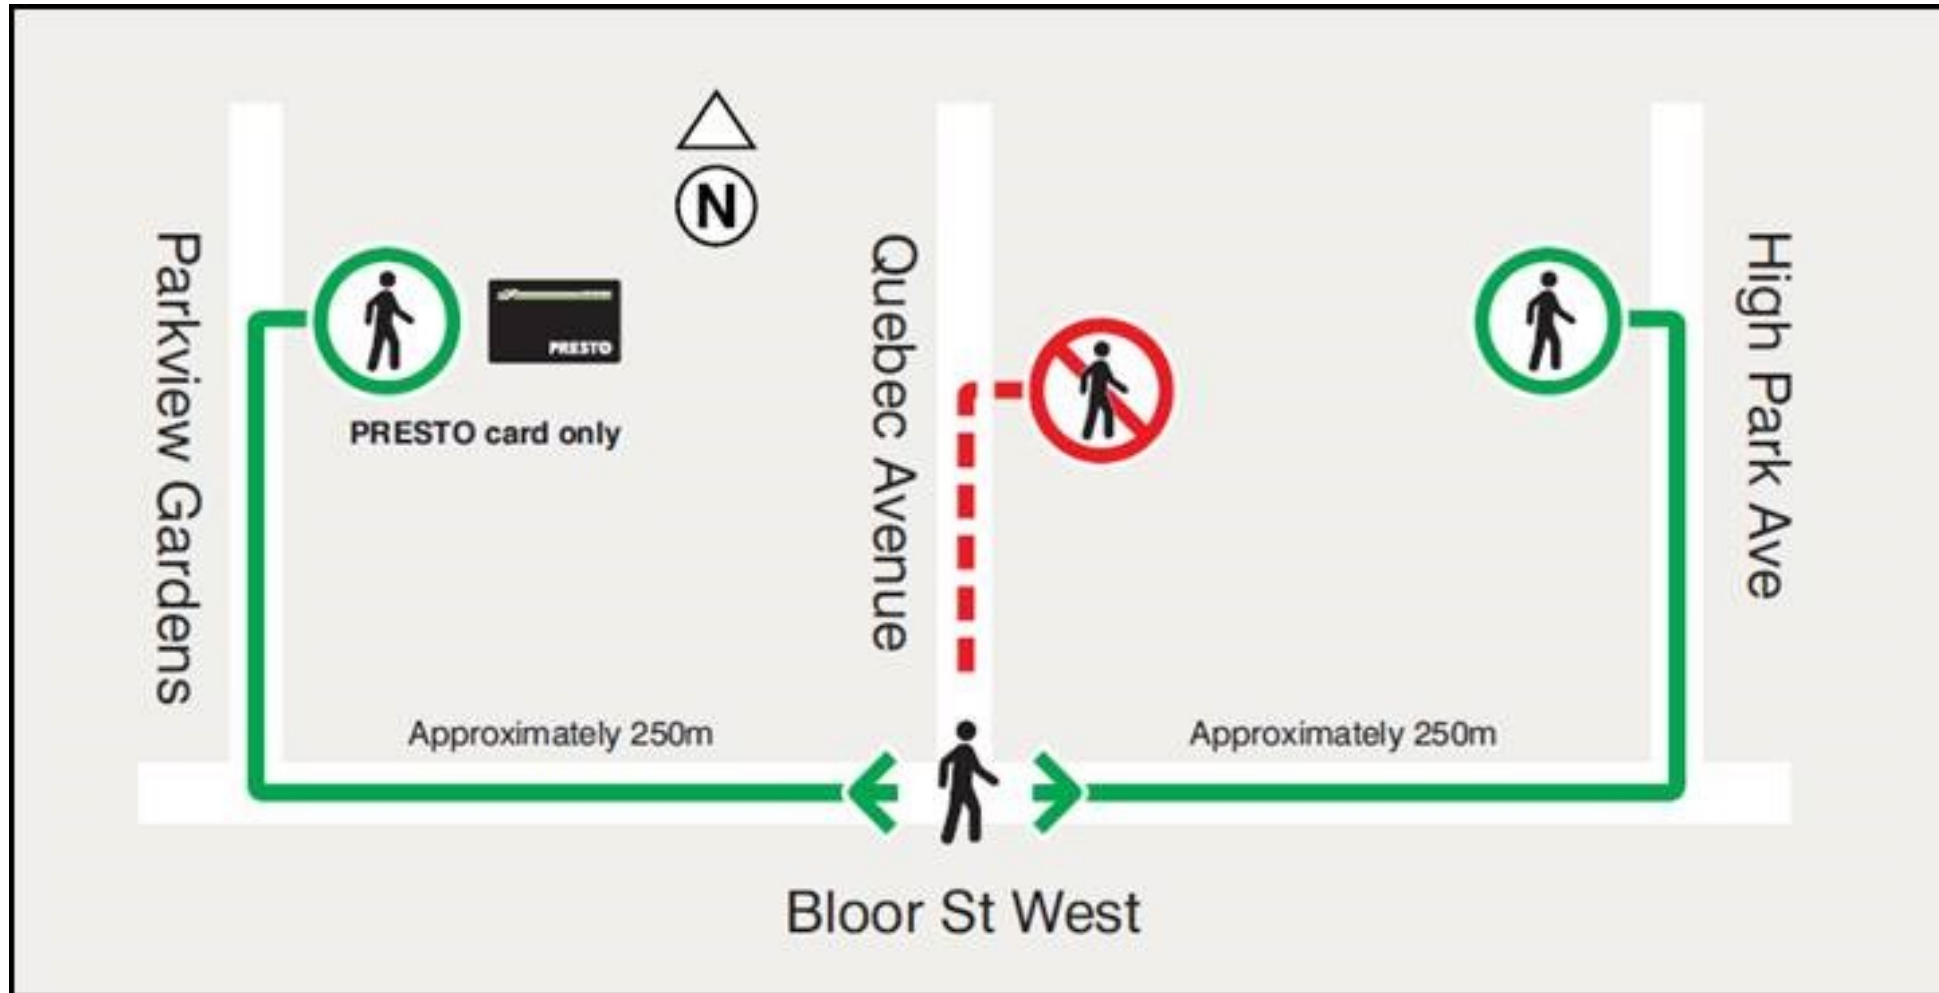 N
Parkview Gardens
PRESTO
PRESTO card only
Quebec Avenue
High Park Ave
Approximately 250m
Approximately 250m
Bloor St West